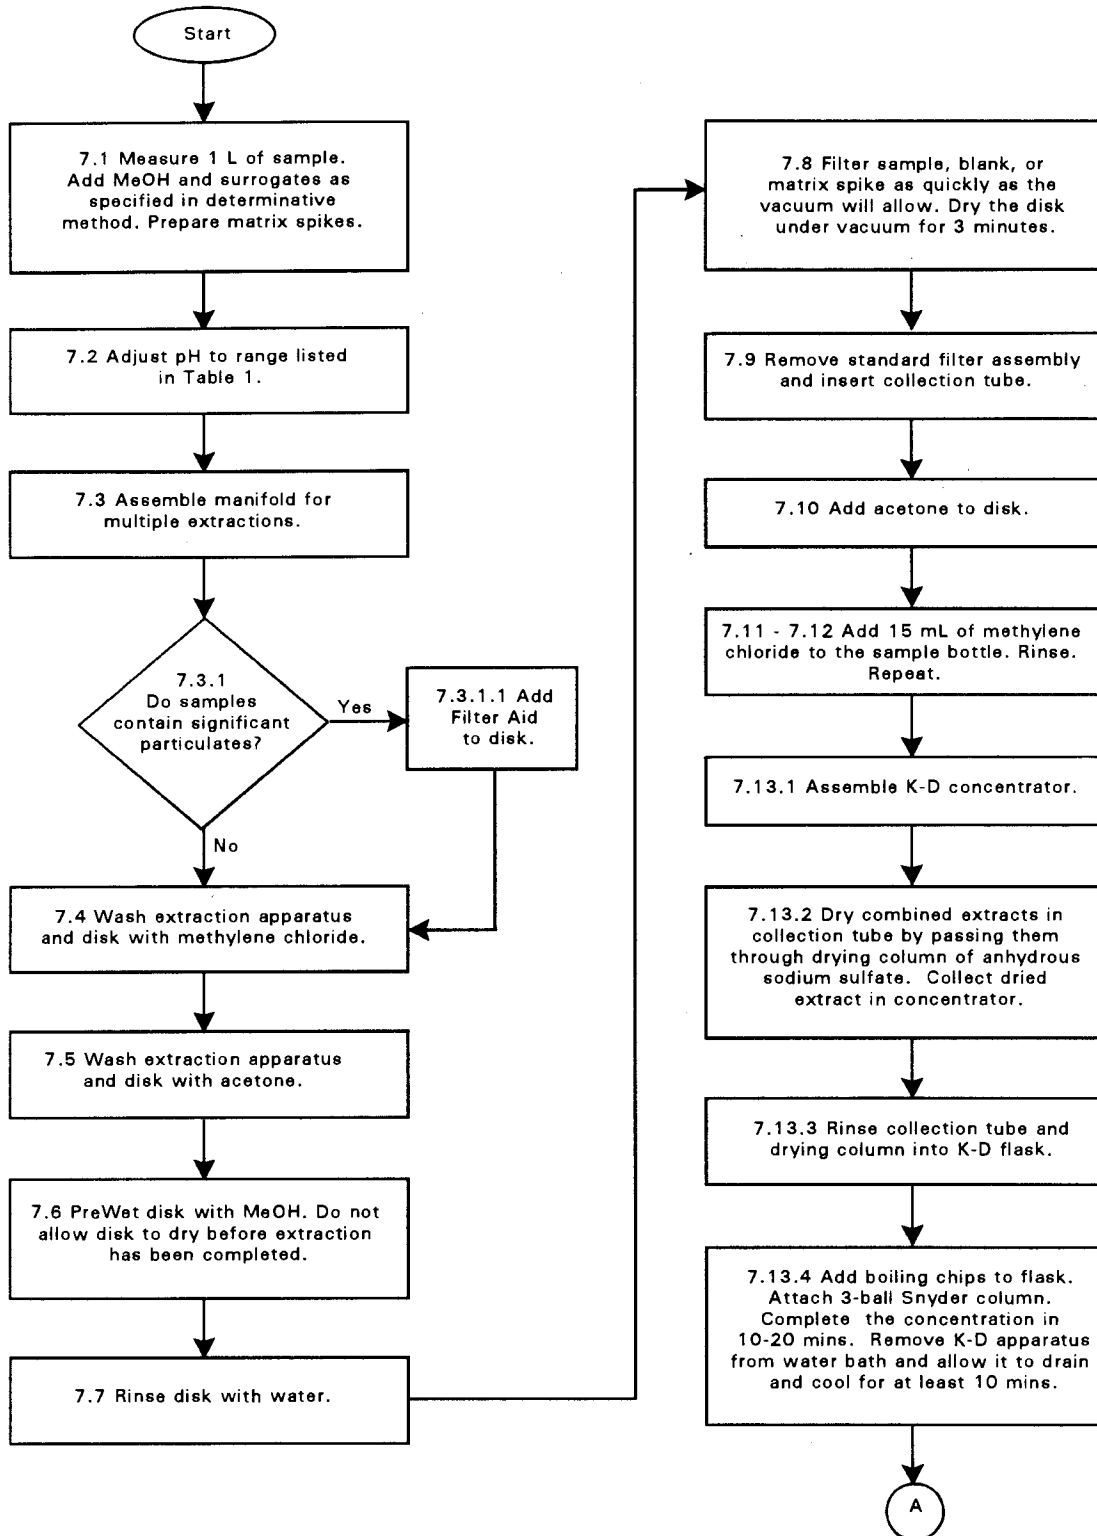 Start
7.1 Measure 1 L of sample.
Add MeOH and surrogates as
specified in determinative
method. Prepare matrix spikes.
7.2 Adjust pH to range listed
in Table 1.
7.3 Assemble manifold for
multiple extractions.
7.3.1
Do samples
contain significant
particulates?
Yes
7.3.1.1 Add
Filter Aid
to disk.
No
7.4 Wash extraction apparatus
and disk with methylene chloride.
7.5 Wash extraction apparatus
and disk with acetone.
7.6 PreWet disk with MeOH. Do not
allow disk to dry before extraction
has been completed.
7.7 Rinse disk with water.
7.8 Filter sample, blank, or
matrix spike as quickly as the
vacuum will allow. Dry the disk
under vacuum for 3 minutes.
7.9 Remove standard filter assembly
and insert collection tube.
7.10 Add acetone to disk.
7.11 - 7.12 Add 15 mL of methylene
chloride to the sample bottle. Rinse.
Repeat.
7.13.1 Assemble K-D concentrator.
7.13.2 Dry combined extracts in
collection tube by passing them
through drying column of anhydrous
sodium sulfate. Collect dried
extract in concentrator.
7.13.3 Rinse collection tube and
drying column into K-D flask.
7.13.4 Add boiling chips to flask.
Attach 3-ball Snyder column.
Complete the concentration in
10-20 mins. Remove K-D apparatus
from water bath and allow it to drain
and cool for at least 10 mins.
A